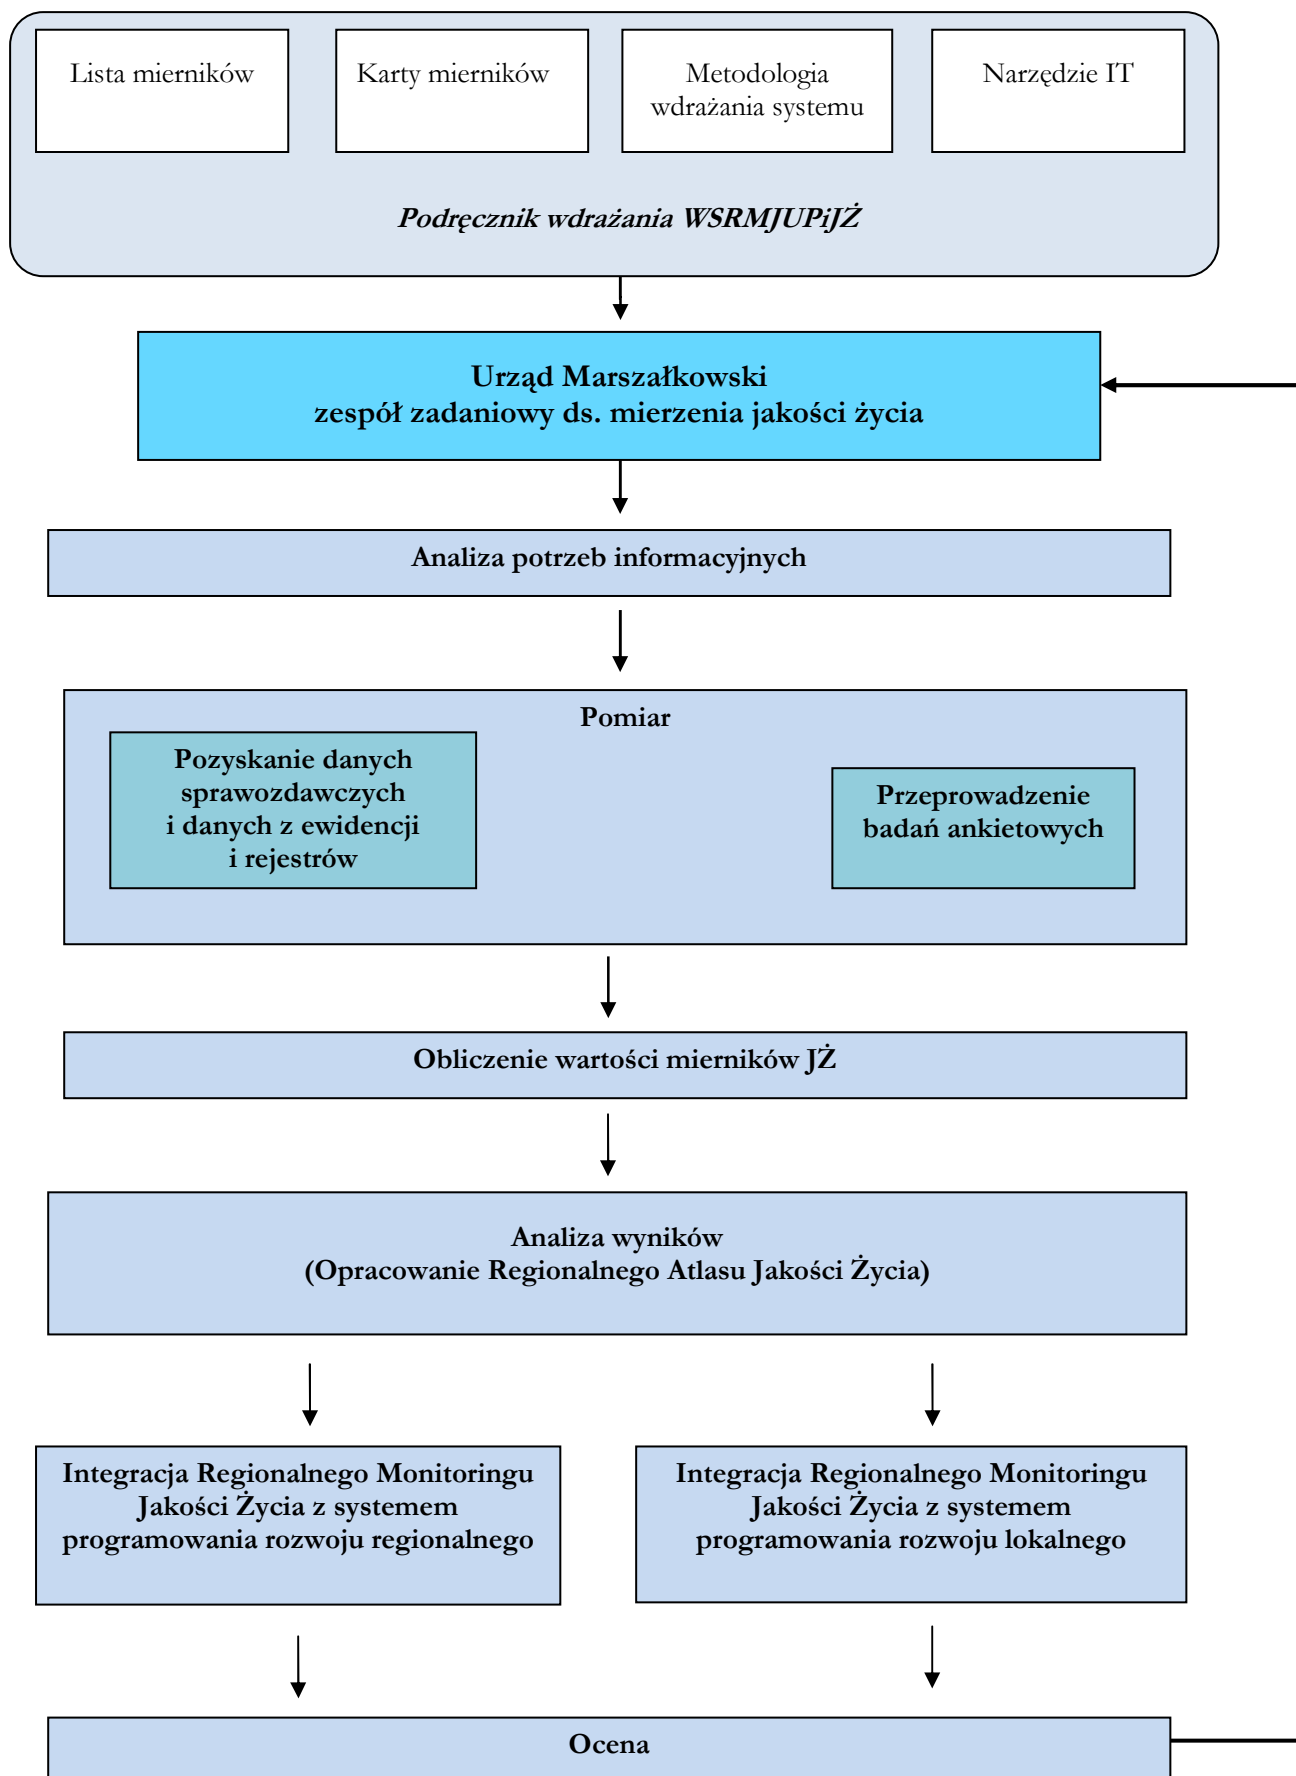 Lista mierników
Karty mierników
Metodologia
wdrażania systemu
Narzędzie IT
Podręcznik wdrażania WSRMJUPiJŻ
Urząd Marszałkowski
zespół zadaniowy ds. mierzenia jakości życia
Analiza potrzeb informacyjnych
Pomiar
Pozyskanie danych
sprawozdawczych
i danych z ewidencji
i rejestrów
Przeprowadzenie
badań ankietowych
Obliczenie wartości mierników JŻ
Analiza wyników
(Opracowanie Regionalnego Atlasu Jakości Życia)
Integracja Regionalnego Monitoringu
Jakości Życia z systemem
programowania rozwoju regionalnego
Integracja Regionalnego Monitoringu
Jakości Życia z systemem
programowania rozwoju lokalnego
Ocena